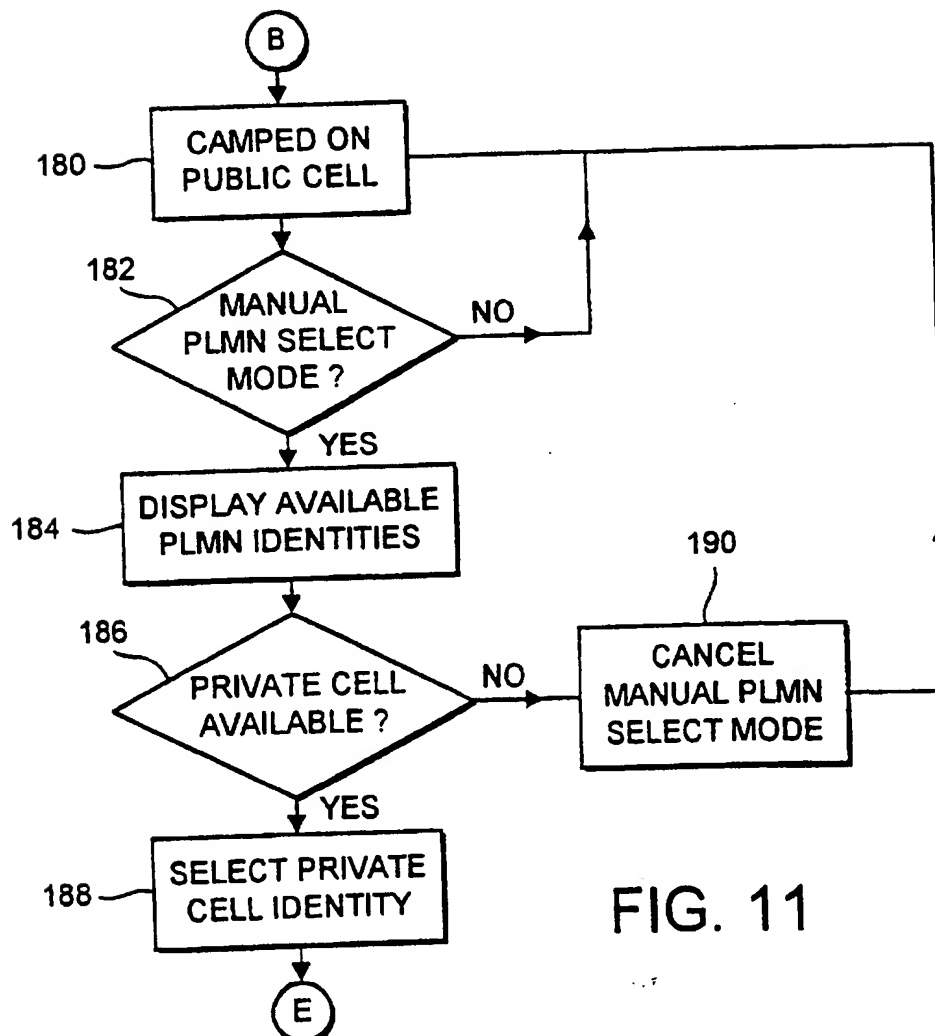 B
CAMPED ON
PUBLIC CELL
180
182
MANUAL
PLMN SELECT
MODE ?
NO
YES
184
DISPLAY AVAILABLE
PLMN IDENTITIES
190
186
PRIVATE CELL
AVAILABLE ?
NO
CANCEL
MANUAL PLMN
SELECT MODE
YES
188
SELECT PRIVATE
CELL IDENTITY
FIG. 11
E